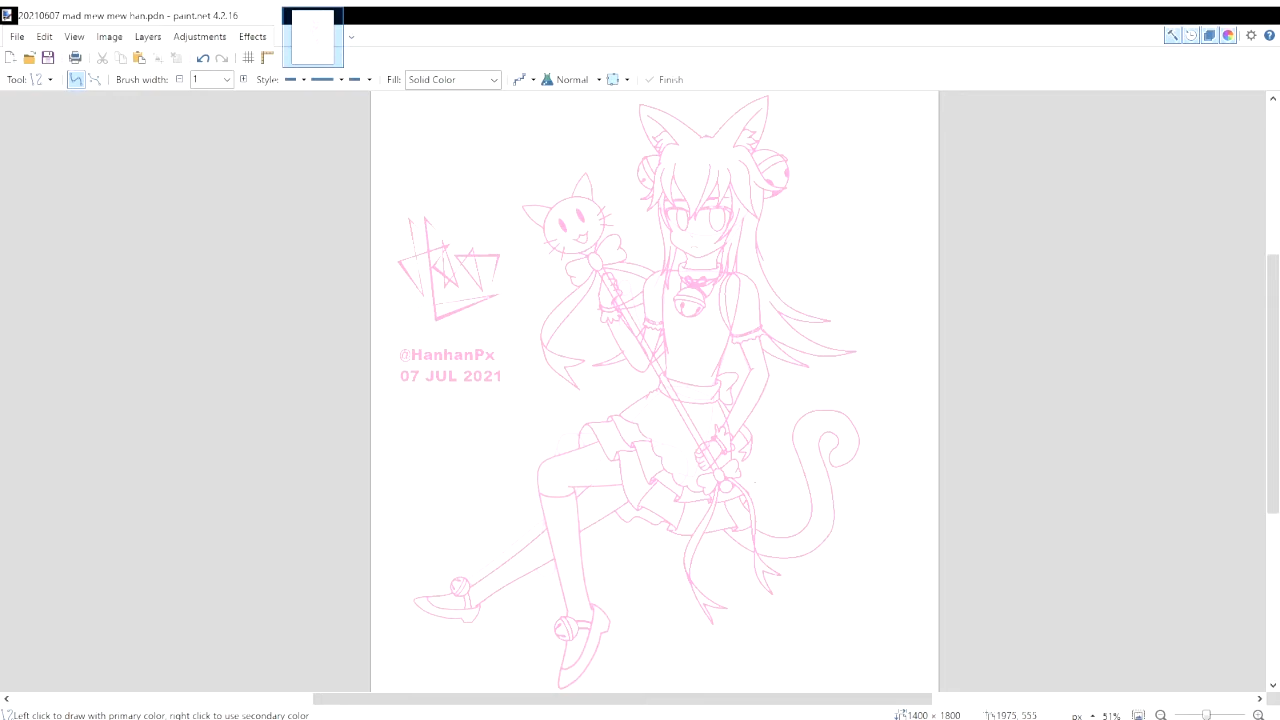 20210607 mad mew mew han.pdn - paint.net 4.2.16
File Edit View Image Layers Adjustments Effects
Tool: Brush width: 1 Style: Fill: Solid Color Normal Finish
@HanhanPx
07 JUL 2021
Left click to draw with primary color, right click to use secondary color 1400 × 1800 1975, 555 px 51%